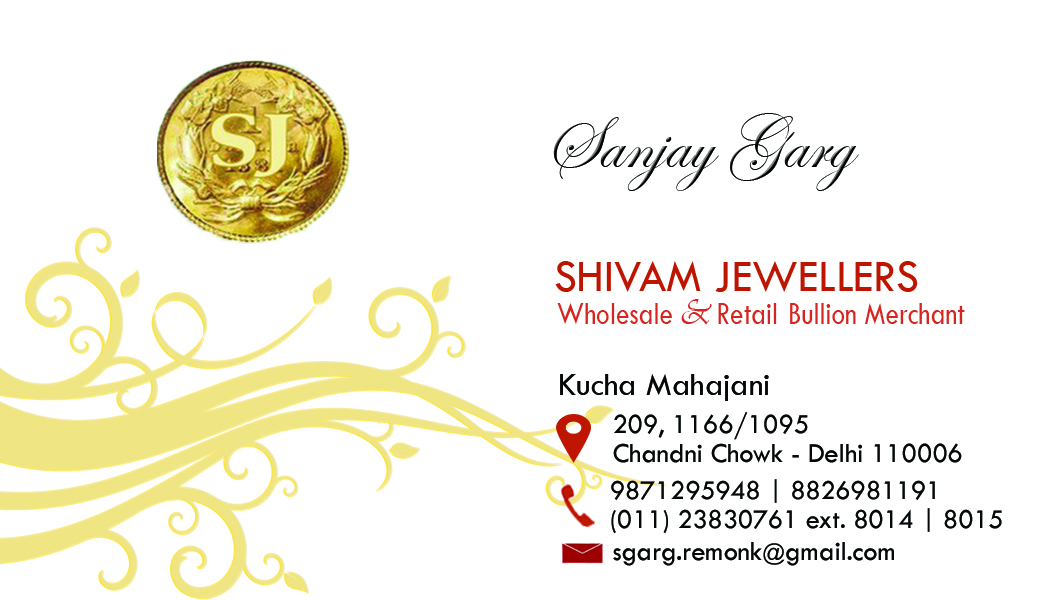 SJ
Sanjay Garg
SHIVAM JEWELLERS
Wholesale & Retail Bullion Merchant
Kucha Mahajani
209, 1166/1095
Chandni Chowk - Delhi 110006
9871295948 | 8826981191
(011) 23830761 ext. 8014 | 8015
sgarg.remonk@gmail.com